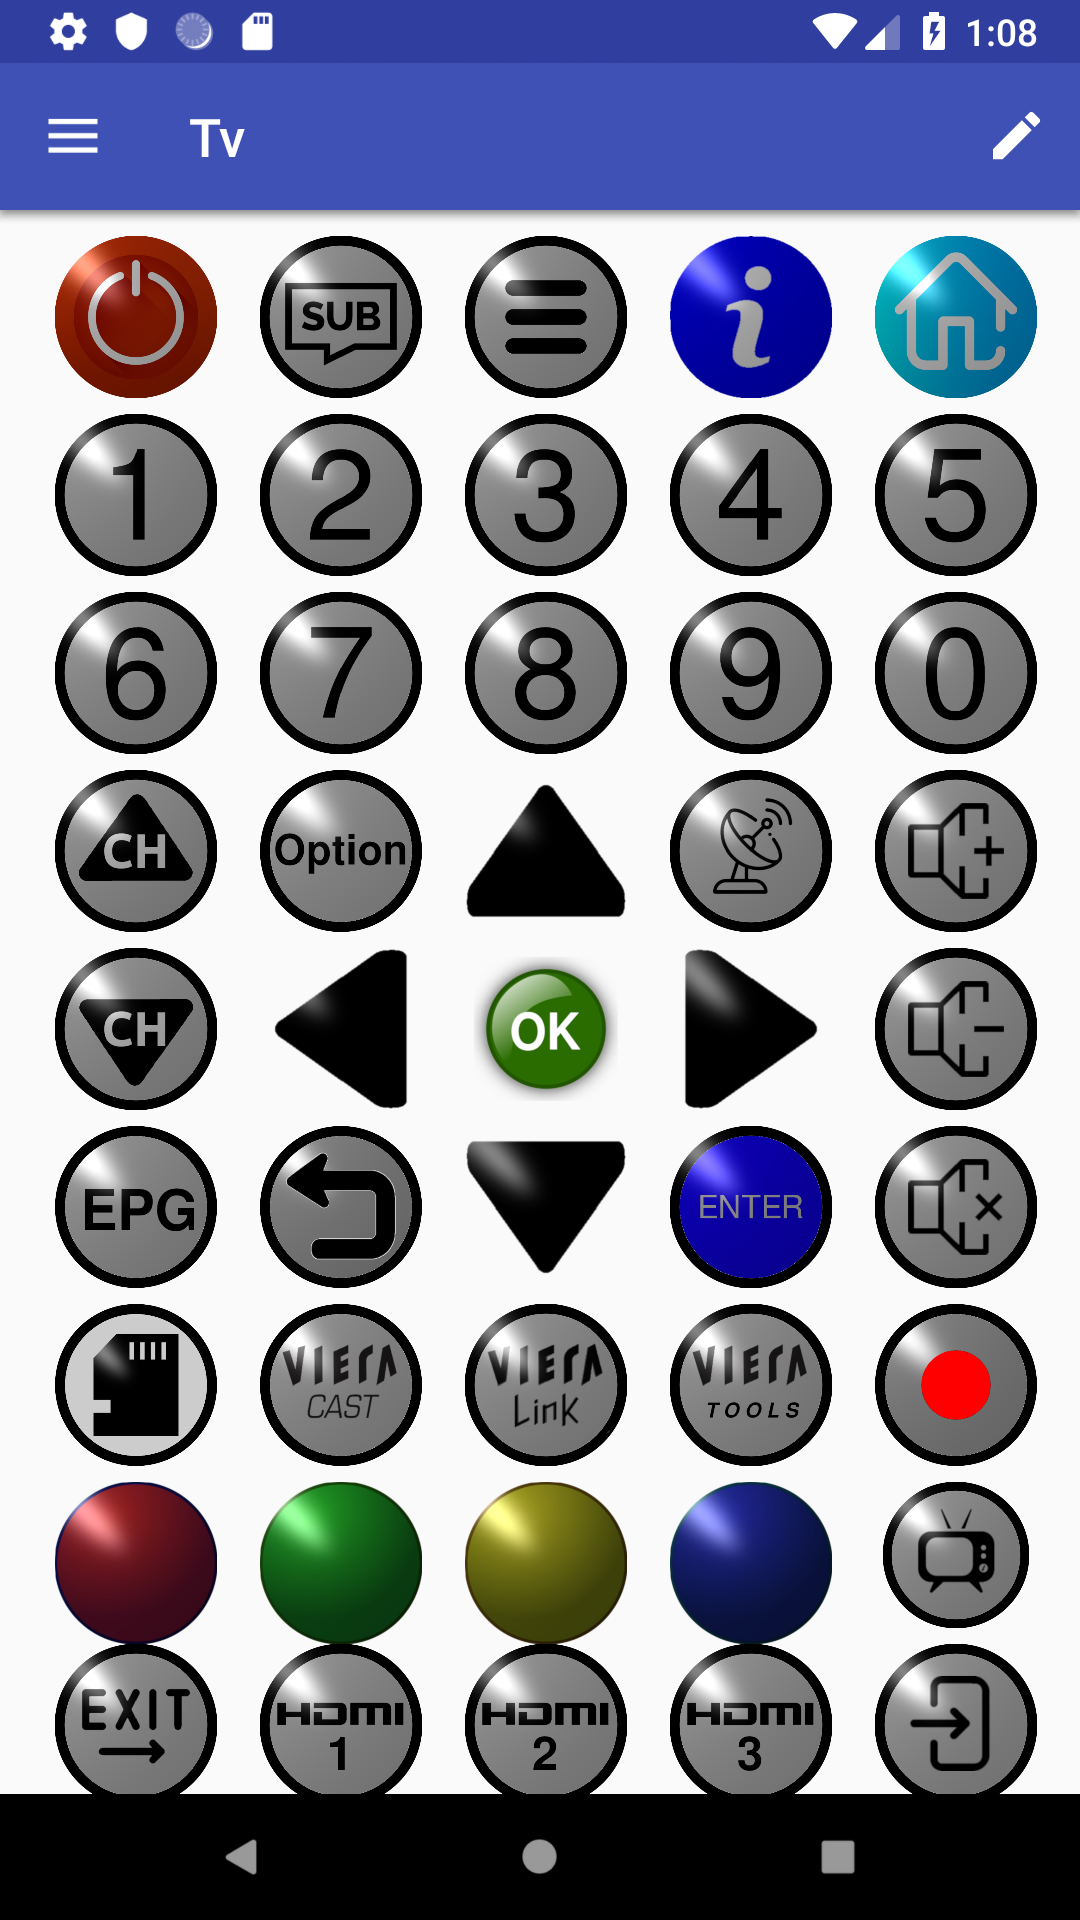 1:08
Tv
SUB i
1 2 3 4 5
6 7 8 9 0
CH Option
CH OK
EPG ENTER
VIERA CAST
VIERA Link
VIERA TOOLS
EXIT
HDMI 1
HDMI 2
HDMI 3